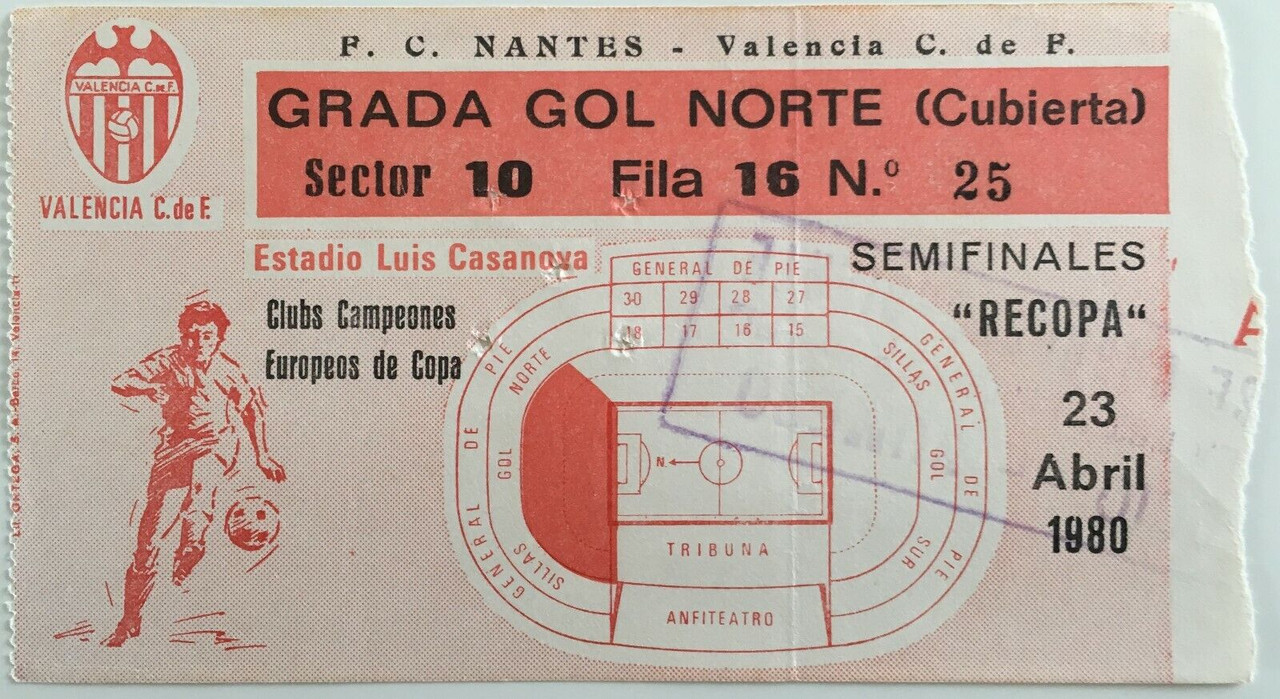 F. C. NANTES - Valencia C. de F.
VALENCIA C. de F.
VALENCIA C. de F.
GRADA GOL NORTE (Cubierta)
Sector 10 Fila 16 N.º 25
Estadio Luis Casanova
SEMIFINALES
Clubs Campeones
Europeos de Copa
"RECOPA"
23
Abril
1980
GENERAL DE PIE
30 29 28 27
18 17 16 15
GENERAL DE PIE
SILLAS GOL NORTE
SILLAS GOL SUR
GENERAL DE PIE
N.
TRIBUNA
ANFITEATRO